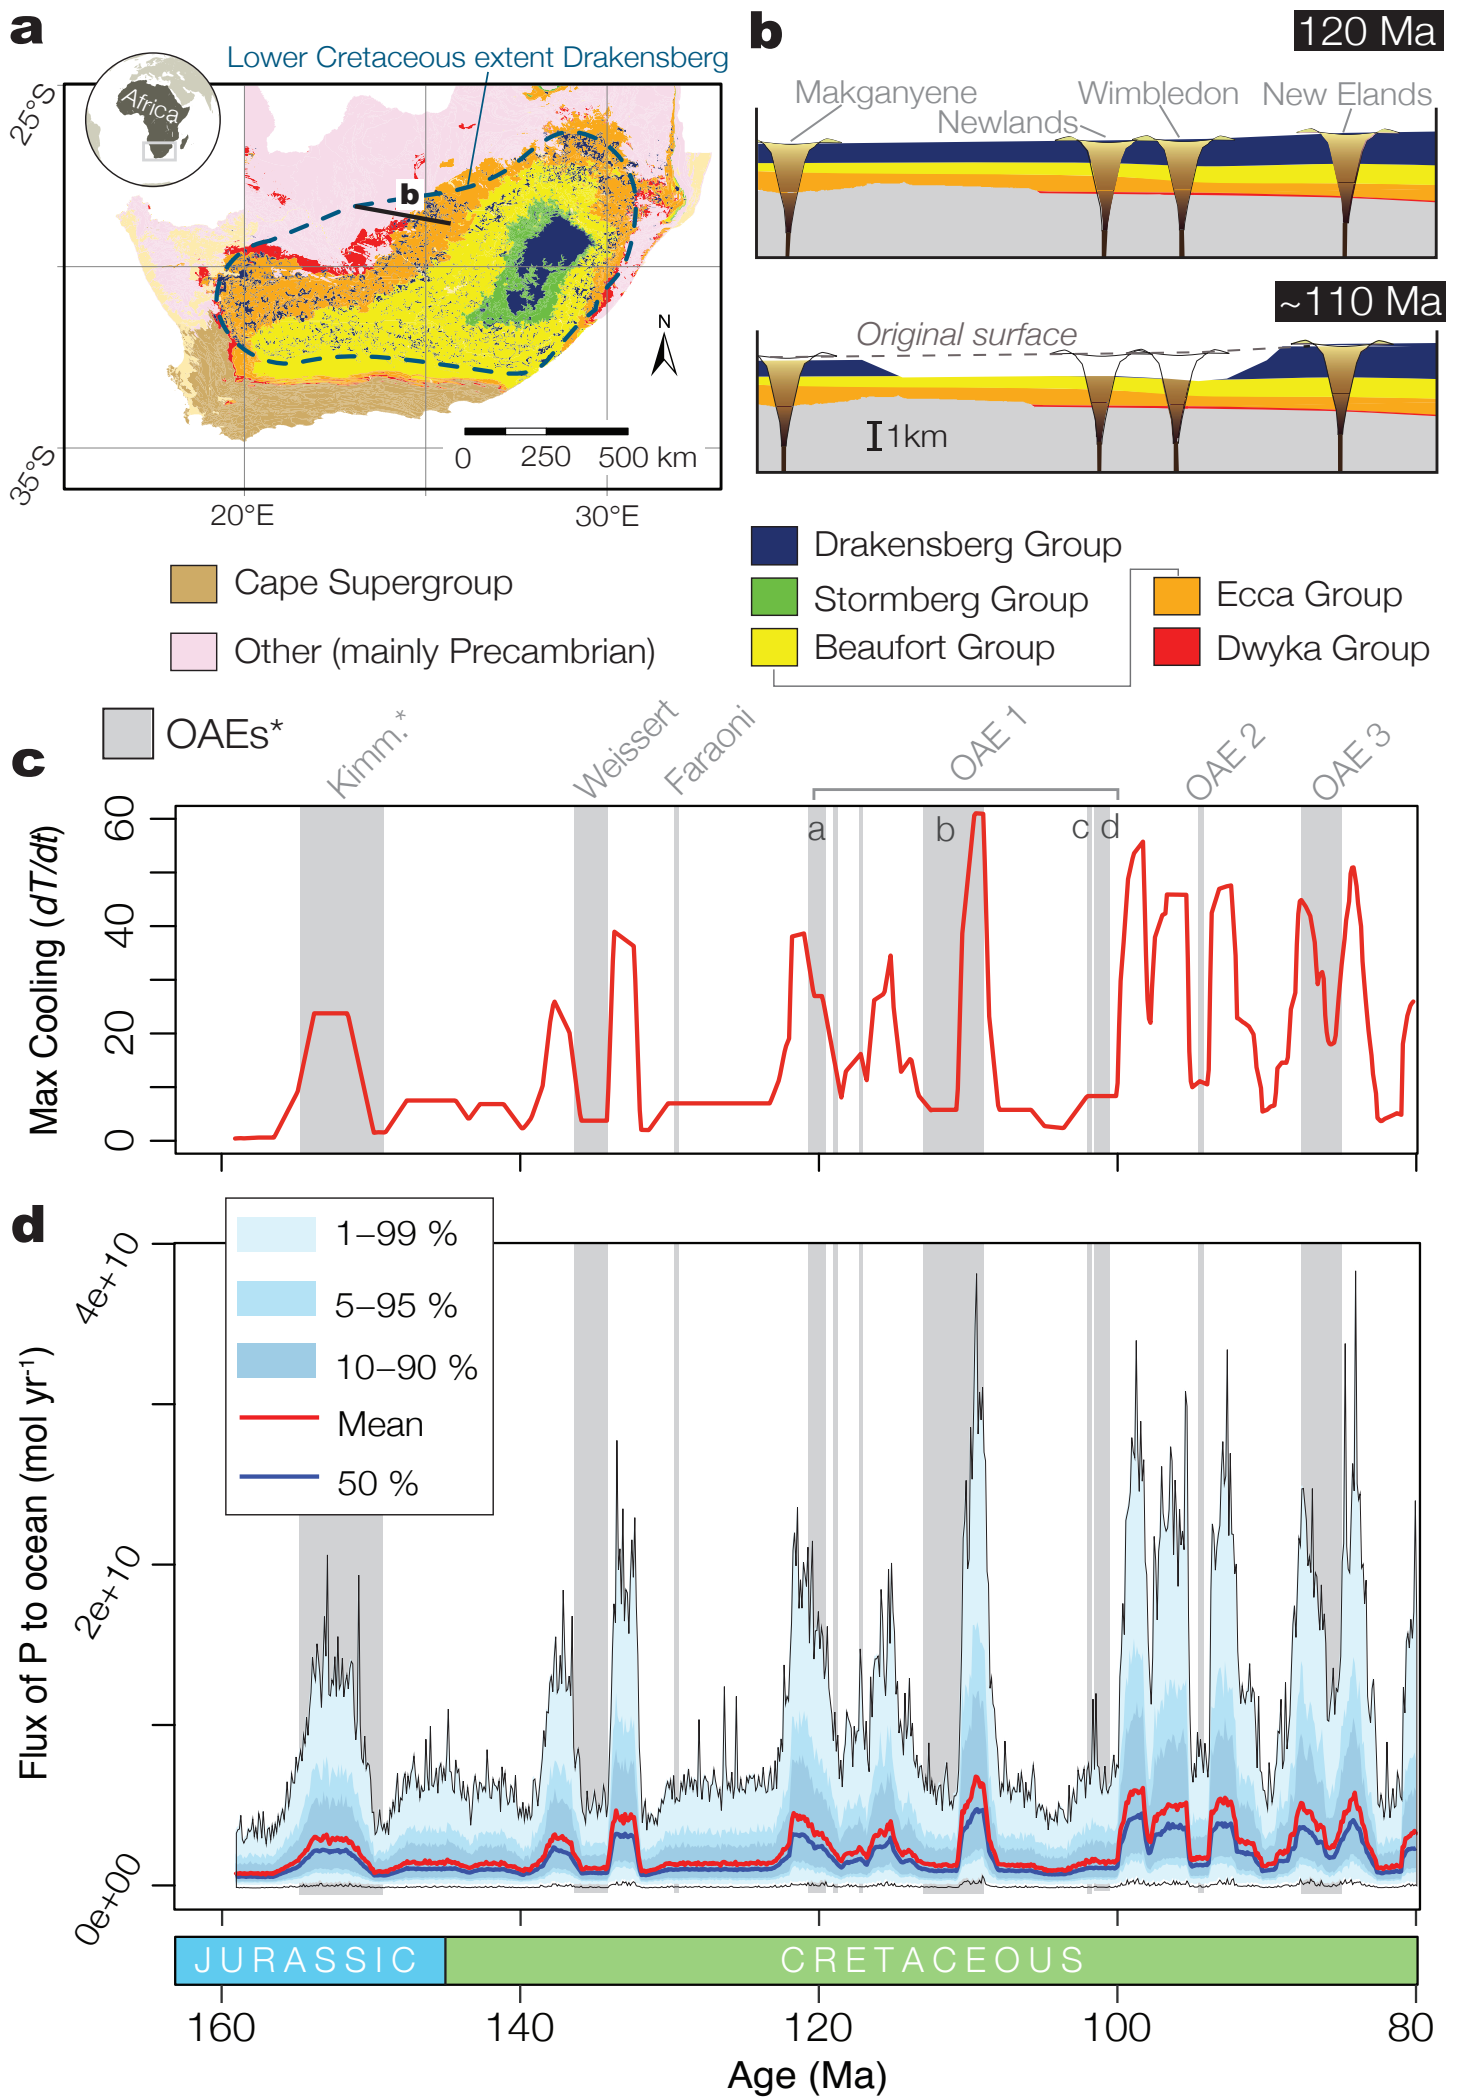 a
Lower Cretaceous extent Drakensberg
Africa
25°S
35°S
b
N
0 250 500 km
20°E 30°E
Cape Supergroup
Other (mainly Precambrian)
b
120 Ma
Makganyene
Newlands
Wimbledon
New Elands
~110 Ma
Original surface
1km
Drakensberg Group
Stormberg Group
Beaufort Group
Ecca Group
Dwyka Group
OAEs*
c
Kimm.*
Weissert
Faraoni
OAE 1
OAE 2
OAE 3
a b c d
Max Cooling (dT/dt)
60
40
20
0
d
1–99 %
5–95 %
10–90 %
Mean
50 %
Flux of P to ocean (mol yr-1)
4e+10
2e+10
0e+00
JURASSIC CRETACEOUS
160 140 120 100 80
Age (Ma)